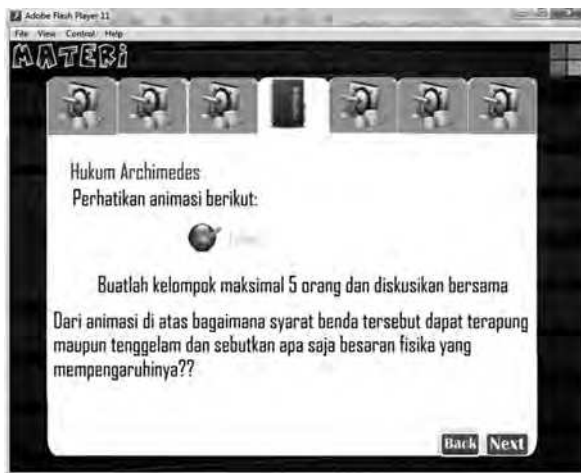 Adobe Flash Player 11
File View Control Help
MATERi
Hukum Archimedes
Perhatikan animasi berikut:
Buatlah kelompok maksimal 5 orang dan diskusikan bersama
Dari animasi di atas bagaimana syarat benda tersebut dapat terapung
maupun tenggelam dan sebutkan apa saja besaran fisika yang
mempengaruhinya??
Back Next